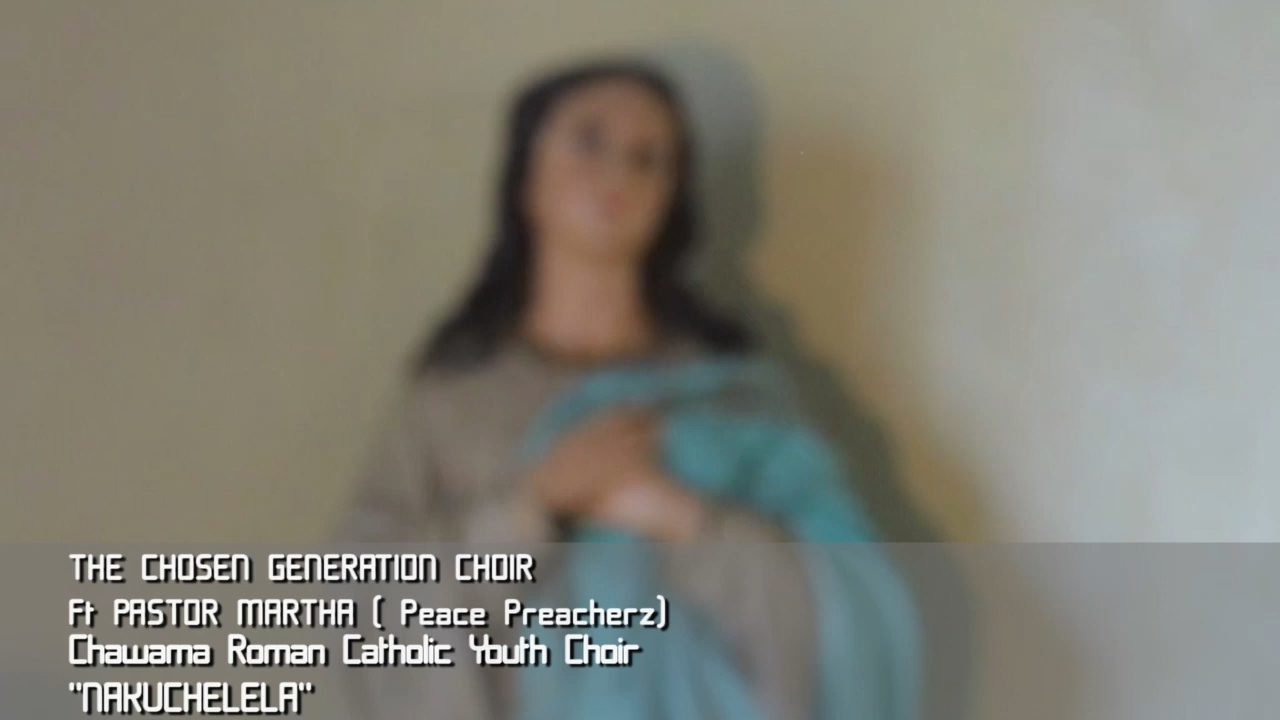 THE CHOSEN GENERATION CHOIR
Ft PASTOR MARTHA ( Peace Preacherz)
Chawama Roman Catholic Youth Choir
"NAKUCHELELA"